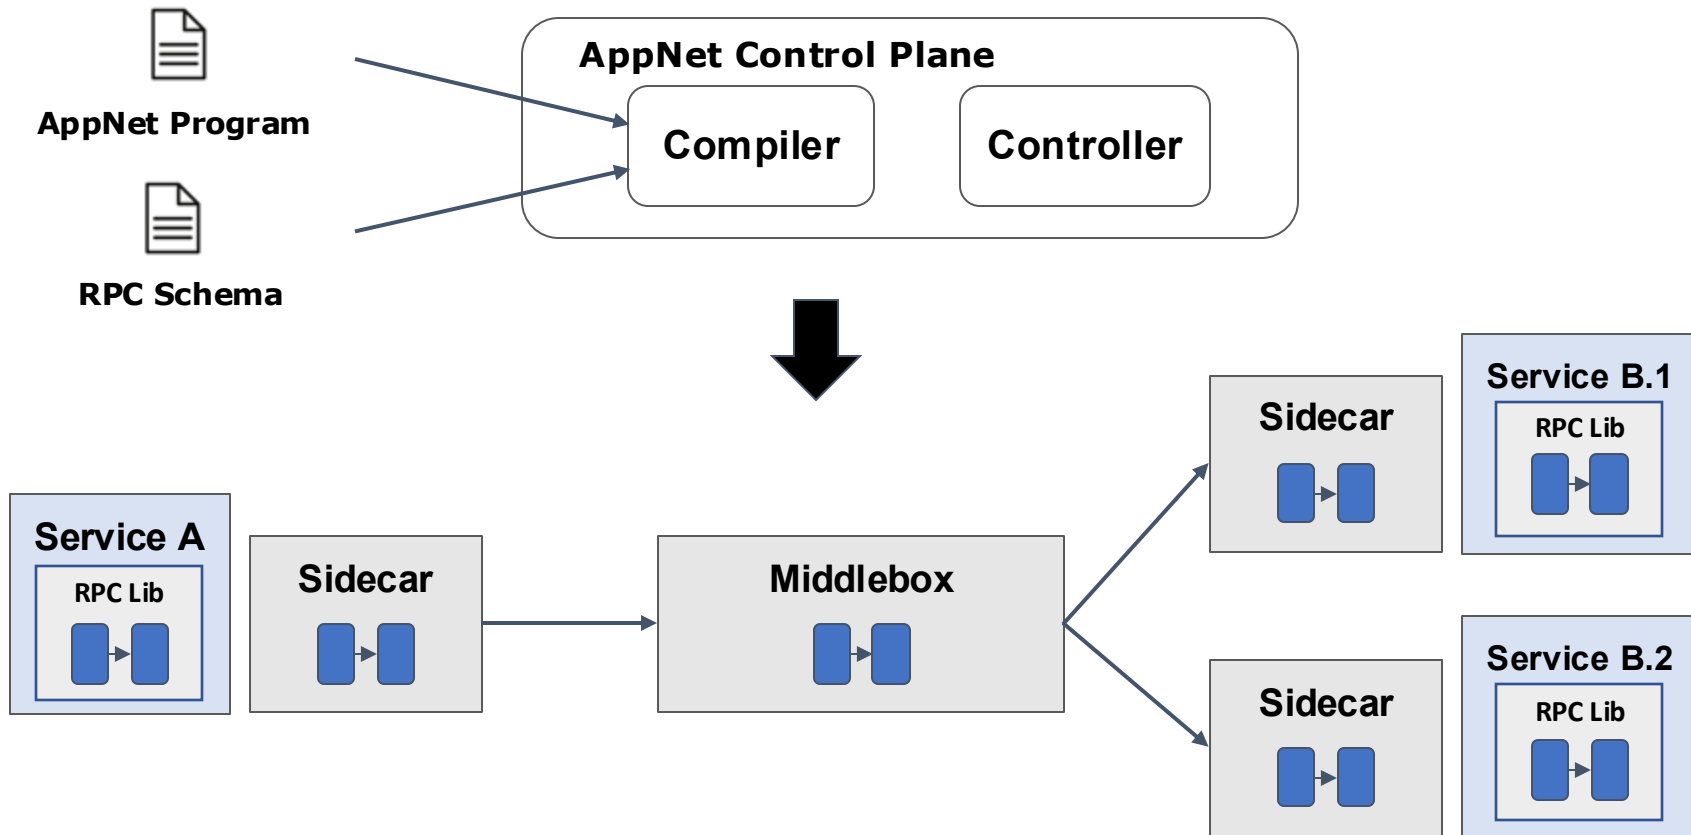 AppNet Program
RPC Schema
AppNet Control Plane
Compiler
Controller
Service A
RPC Lib
Sidecar
Middlebox
Sidecar
Service B.1
RPC Lib
Sidecar
Service B.2
RPC Lib